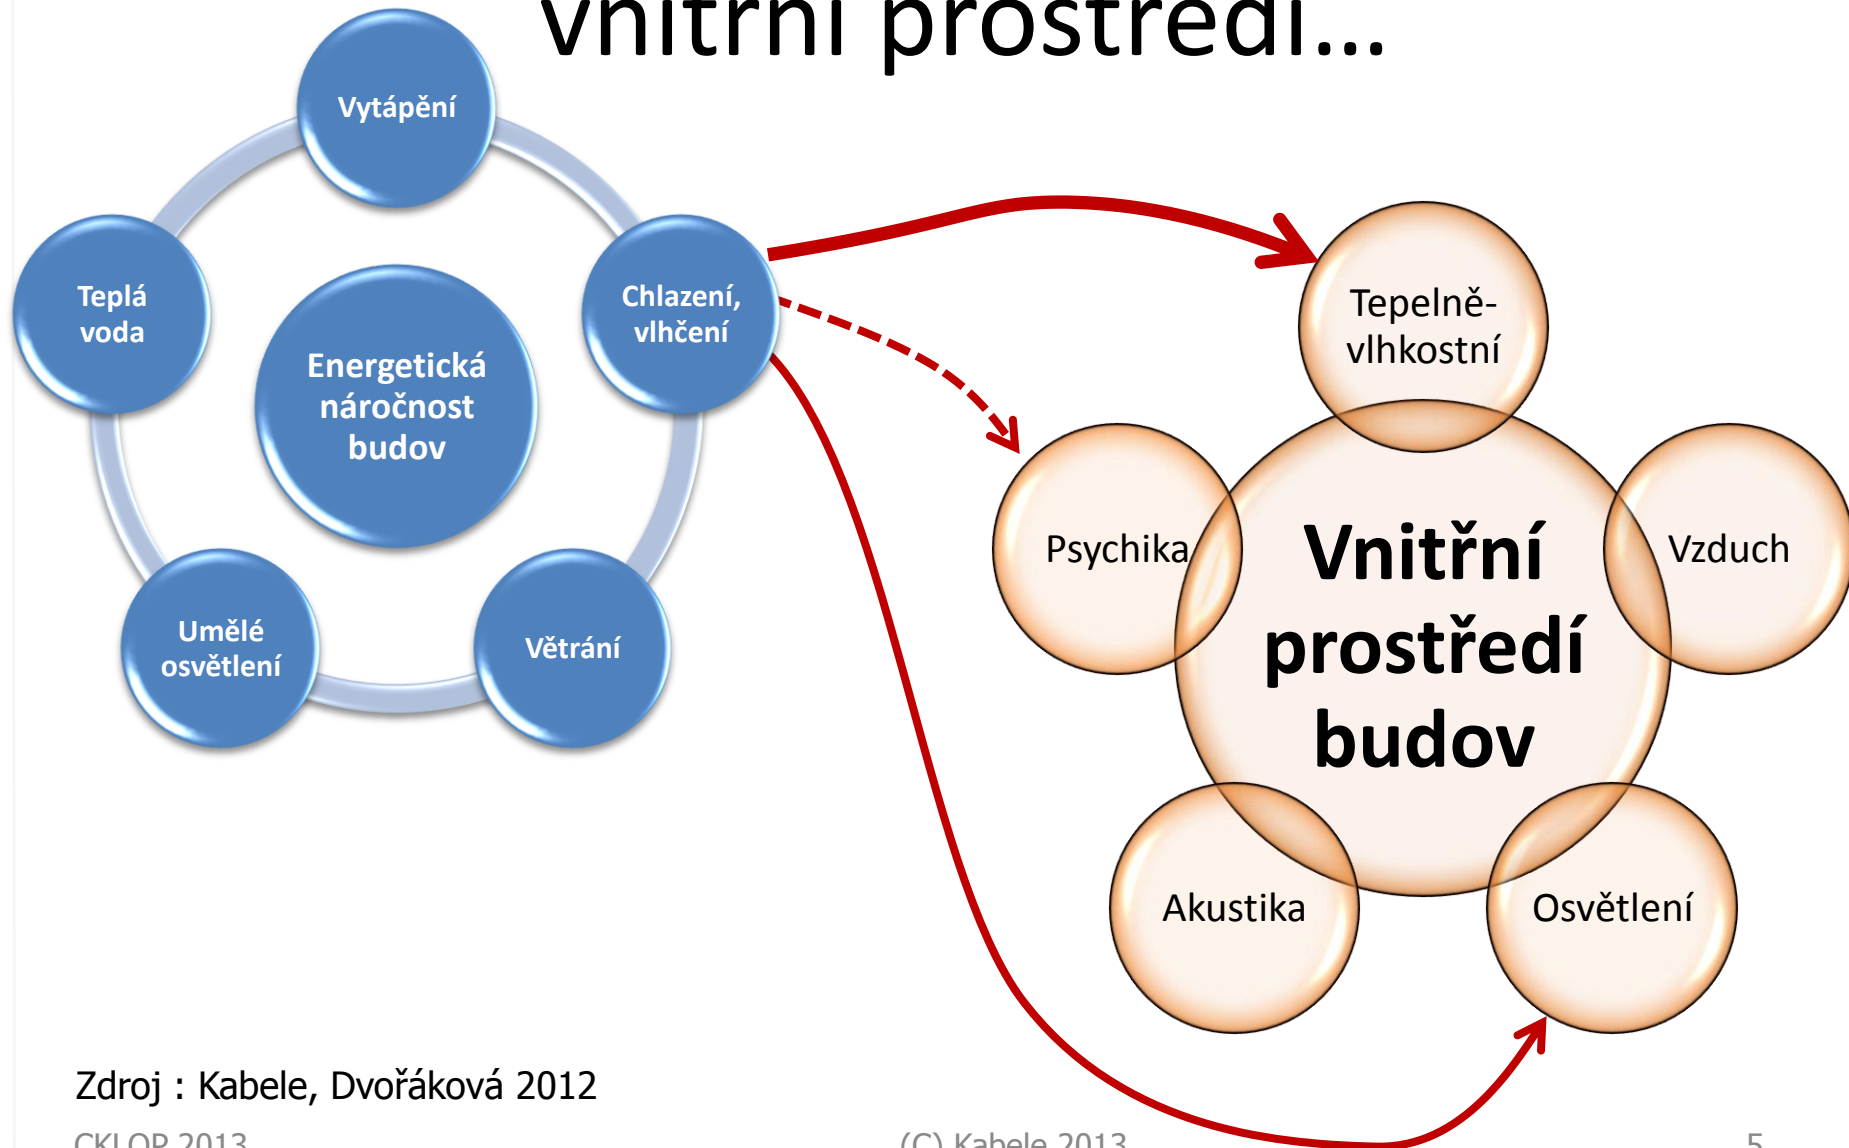 vnitřní prostředí...
Vytápění
Teplá
voda
Chlazení,
vlhčení
Energetická
náročnost
budov
Umělé
osvětlení
Větrání
Tepelně-
vlhkostní
Psychika
Vzduch
Vnitřní
prostředí
budov
Akustika
Osvětlení
Zdroj : Kabele, Dvořáková 2012
CKLOP 2013
(C) Kabele 2013
5